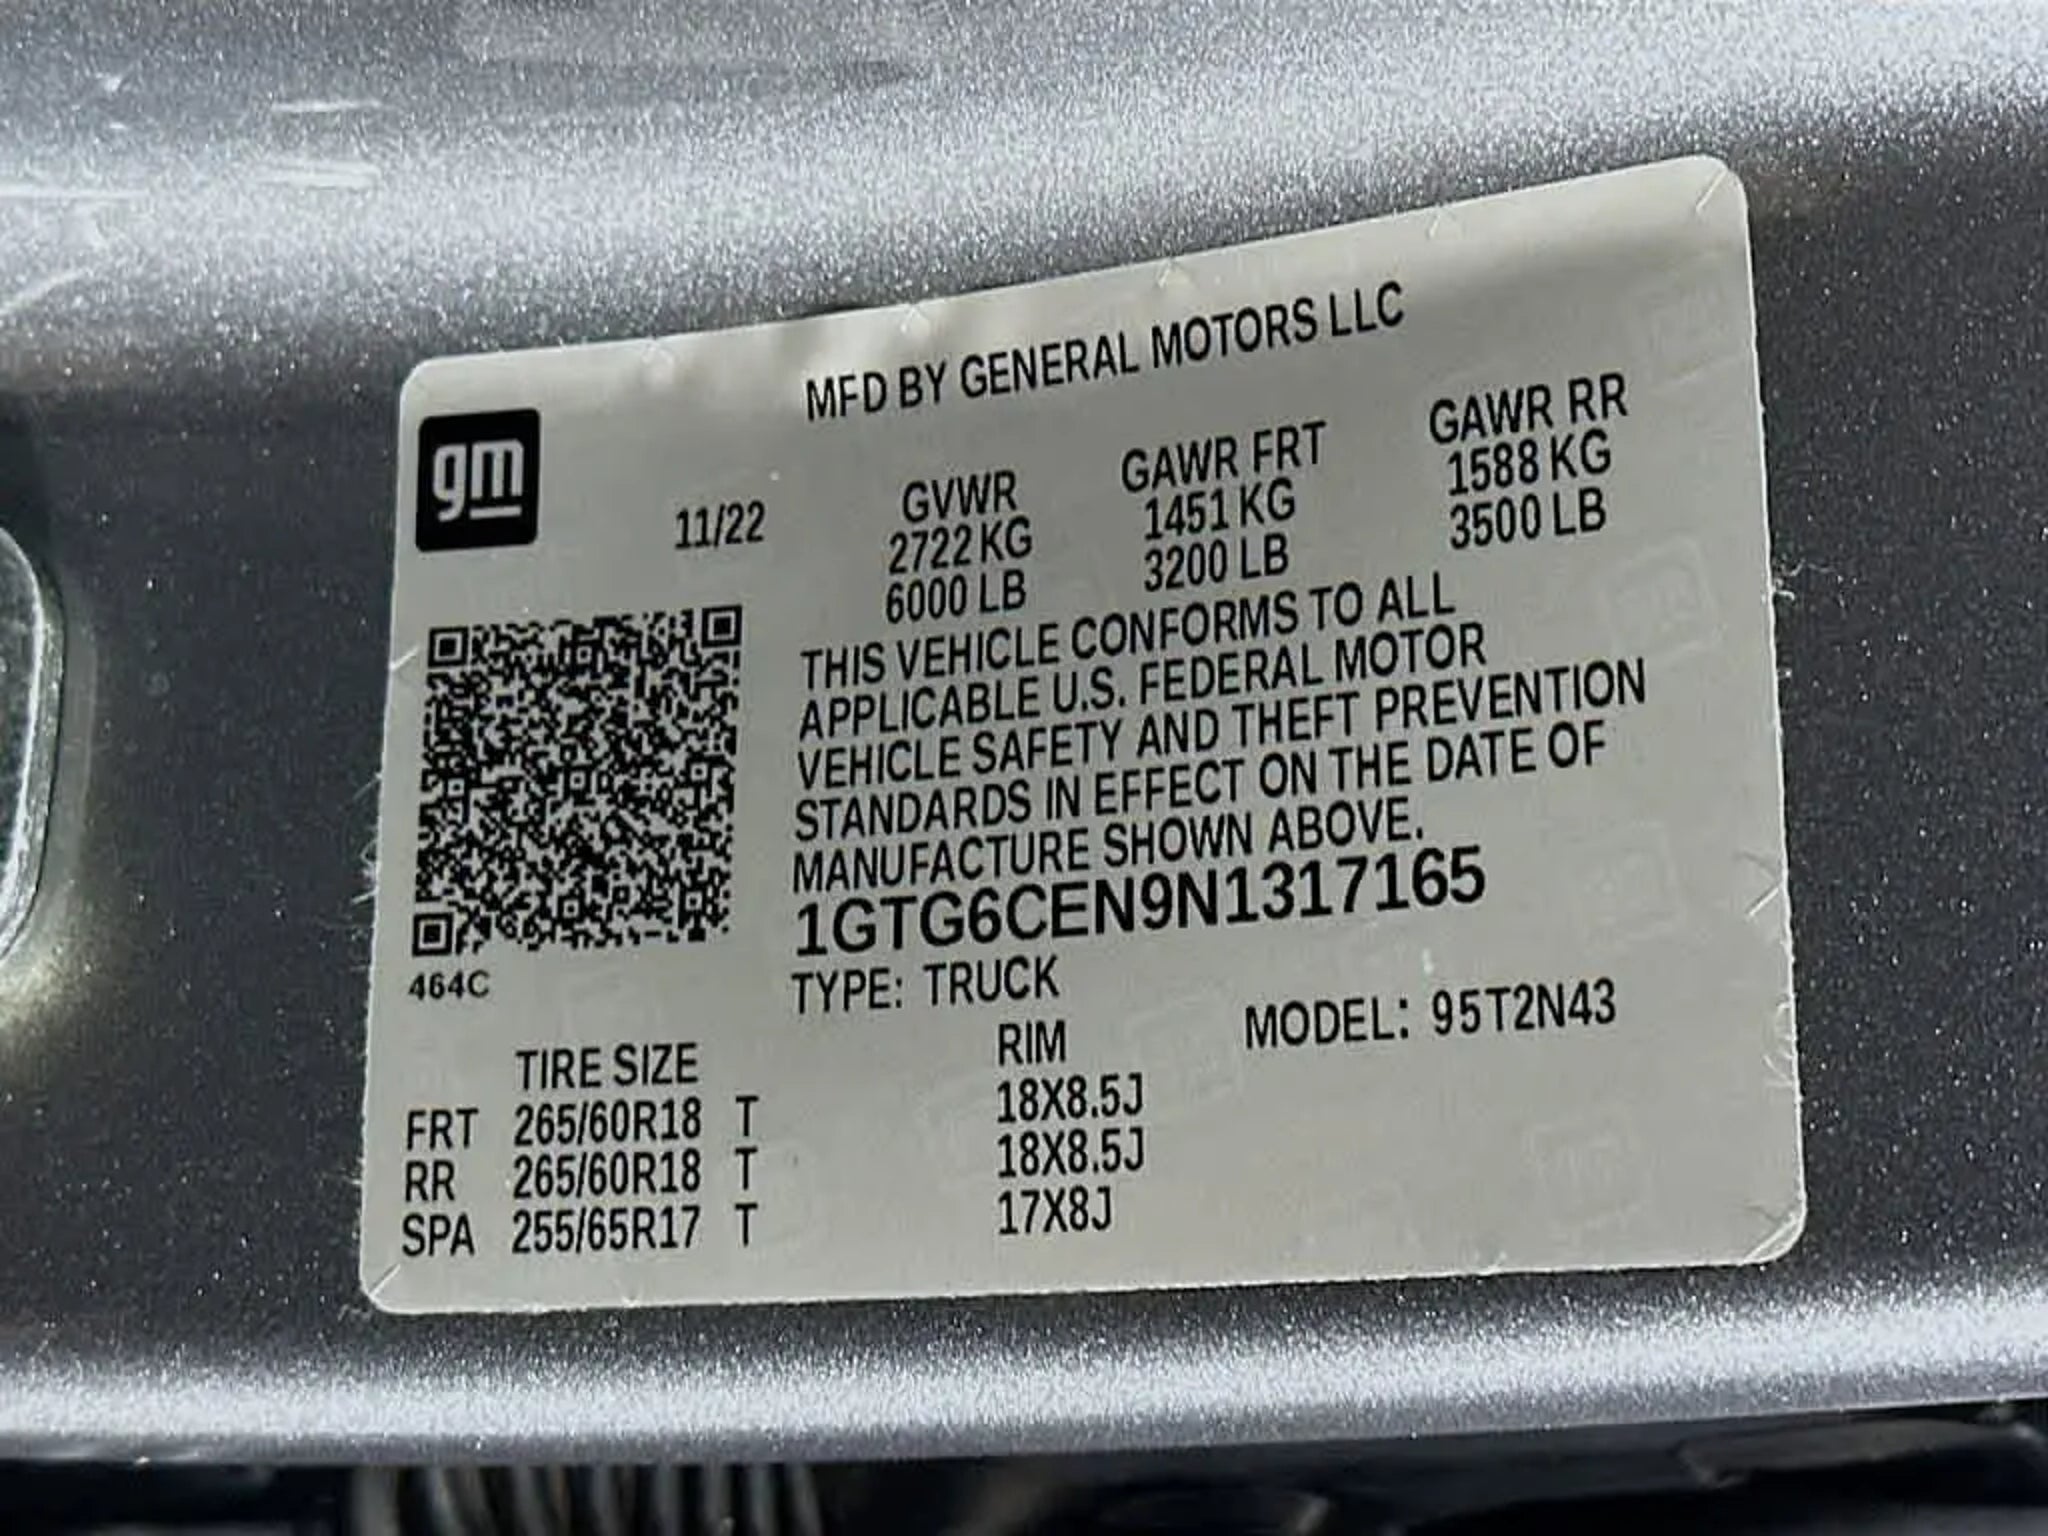 MFD BY GENERAL MOTORS LLC
gm
11/22
GVWR
2722 KG
6000 LB
GAWR FRT
1451 KG
3200 LB
GAWR RR
1588 KG
3500 LB
THIS VEHICLE CONFORMS TO ALL
APPLICABLE U.S. FEDERAL MOTOR
VEHICLE SAFETY AND THEFT PREVENTION
STANDARDS IN EFFECT ON THE DATE OF
MANUFACTURE SHOWN ABOVE.
1GTG6CEN9N1317165
464C
TYPE: TRUCK
MODEL: 95T2N43
TIRE SIZE RIM
FRT 265/60R18 T 18X8.5J
RR 265/60R18 T 18X8.5J
SPA 255/65R17 T 17X8J